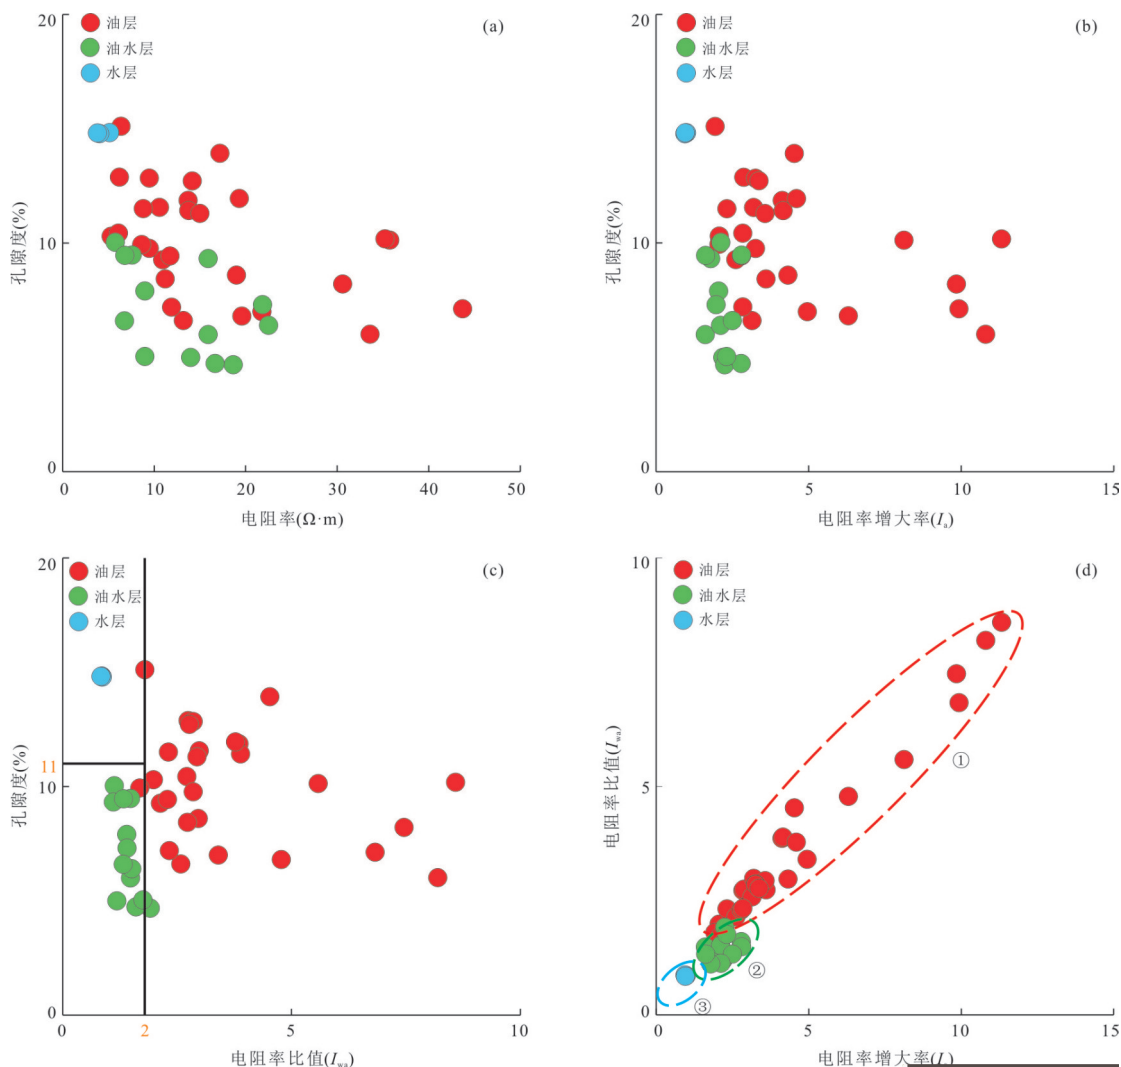 20
油层
油水层
水层
(a)
孔隙度(%)
10
0
0
10
20
30
40
50
电阻率(Ω·m)
20
油层
油水层
水层
(b)
孔隙度(%)
10
0
0
5
10
15
电阻率增大率(Ia)
20
油层
油水层
水层
(c)
孔隙度(%)
11
10
0
0
2
5
10
电阻率比值(Iwa)
10
油层
油水层
水层
(d)
电阻率比值(Iwa)
5
①
②
③
0
0
5
10
15
电阻率增大率(I)